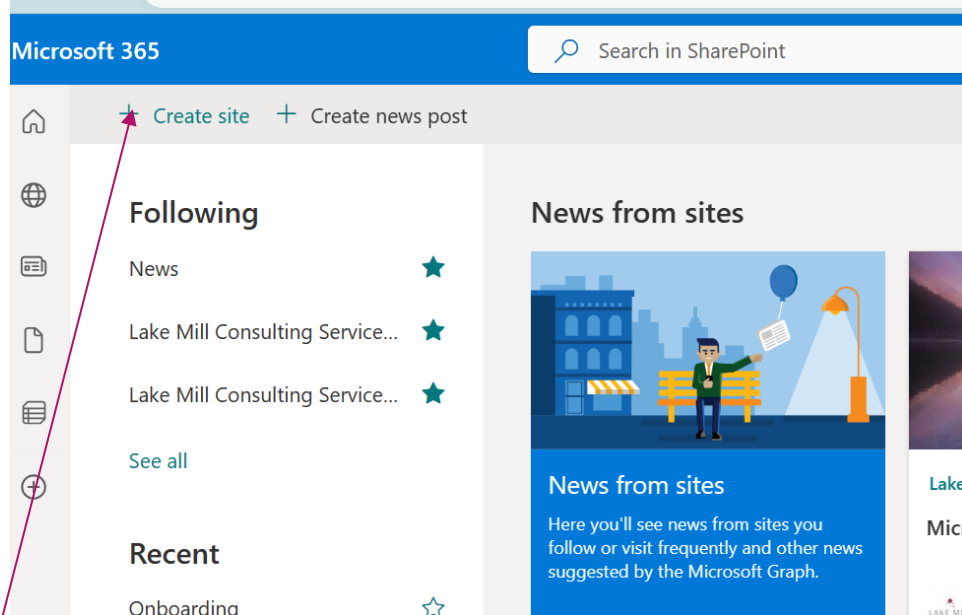 Microsoft 365
Search in SharePoint
Create site
Create news post
Following
News
Lake Mill Consulting Service...
Lake Mill Consulting Service...
See all
Recent
Onboarding
News from sites
News from sites
Here you'll see news from sites you
follow or visit frequently and other news
suggested by the Microsoft Graph.
Lake
Mic